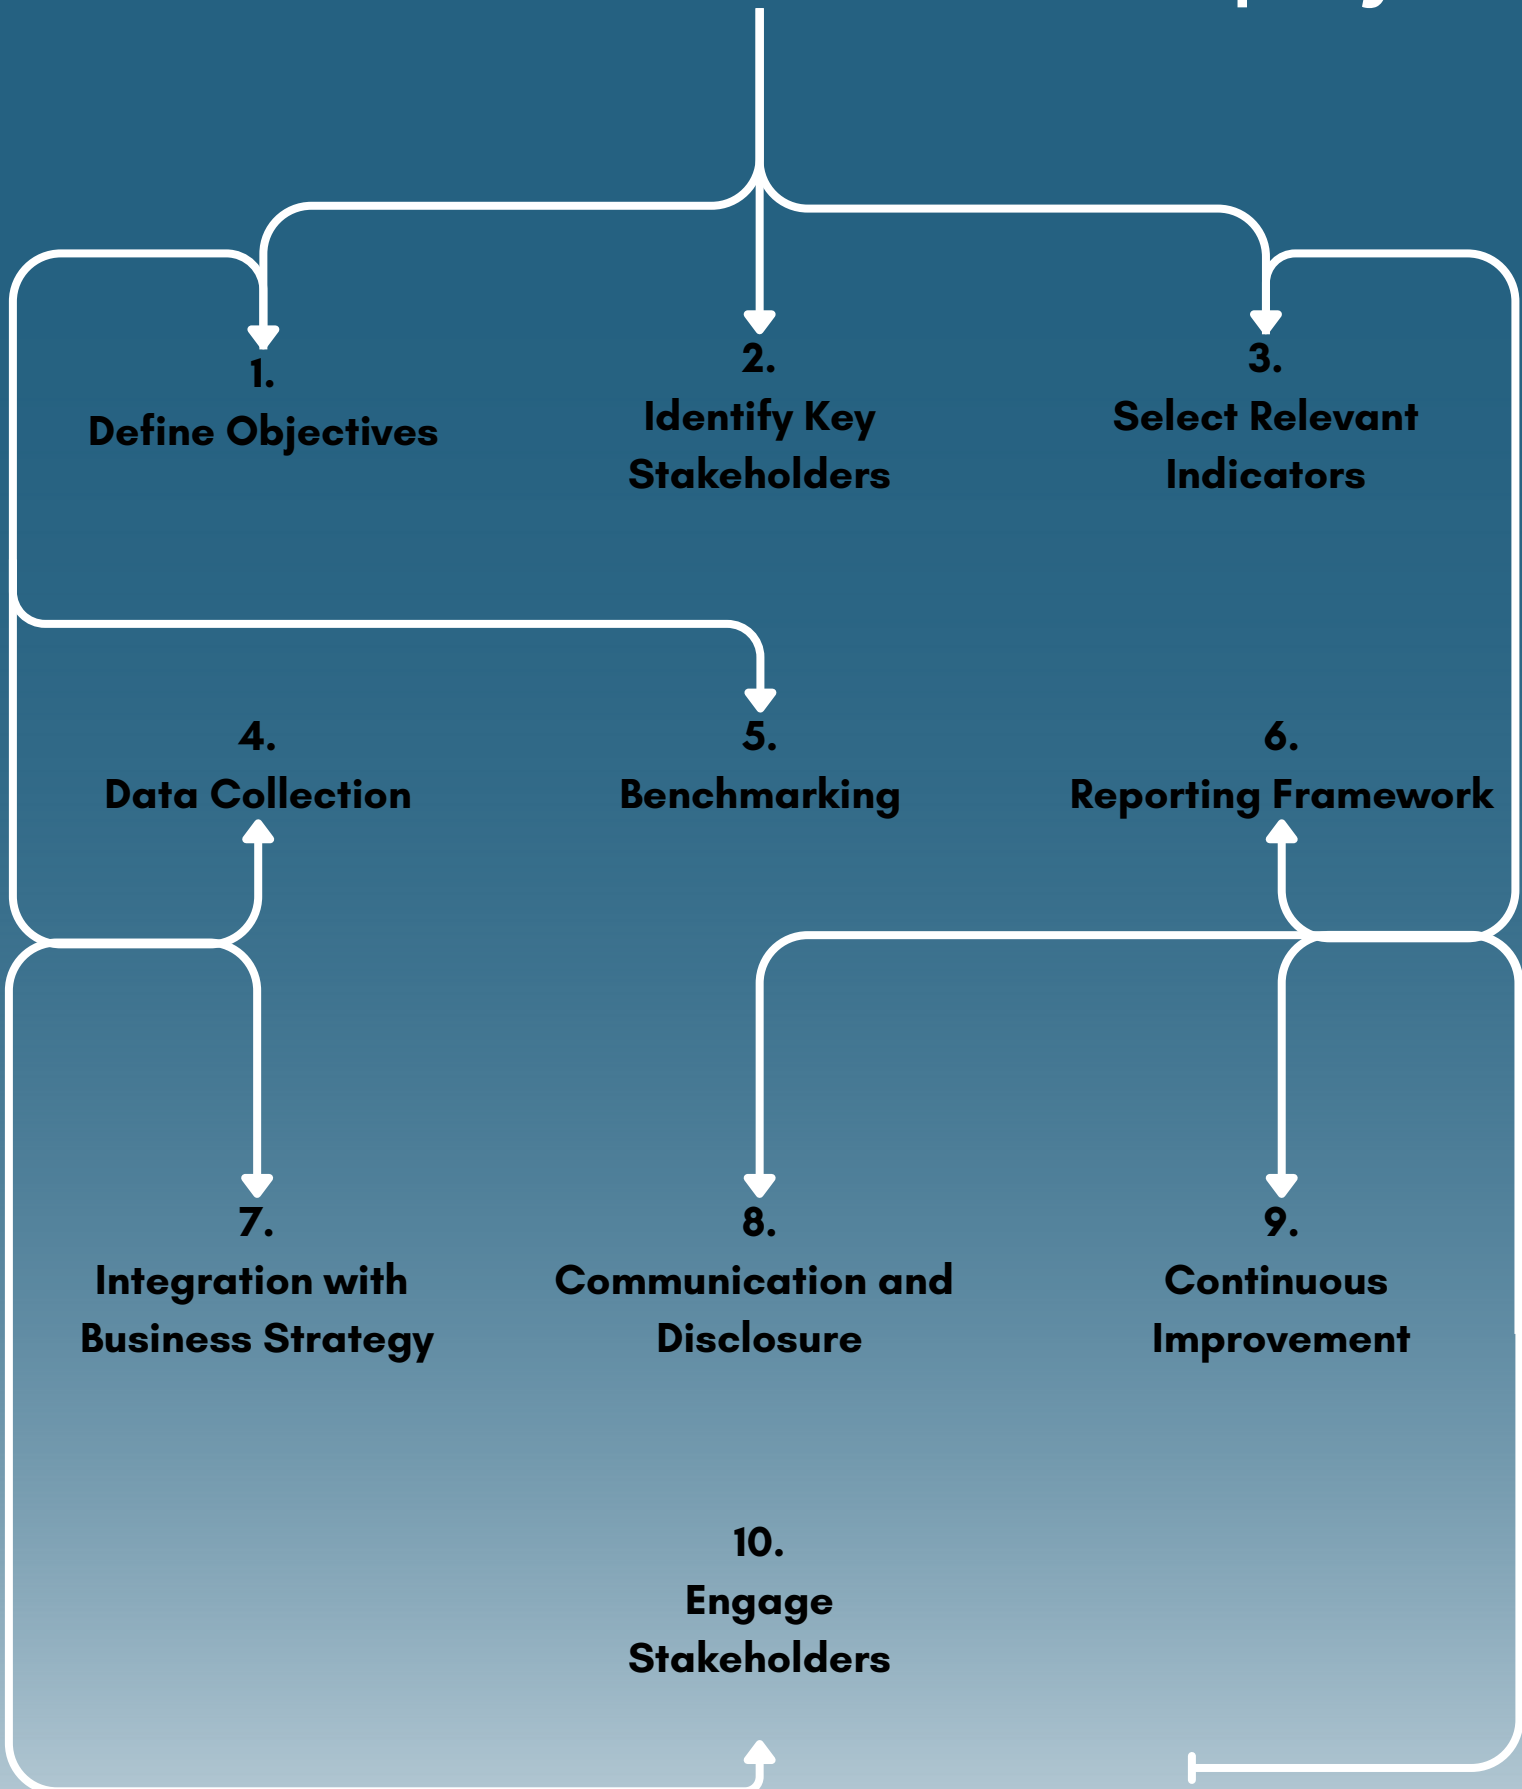 1.
Define Objectives
2.
Identify Key
Stakeholders
3.
Select Relevant
Indicators
4.
Data Collection
5.
Benchmarking
6.
Reporting Framework
7.
Integration with
Business Strategy
8.
Communication and
Disclosure
9.
Continuous
Improvement
10.
Engage
Stakeholders